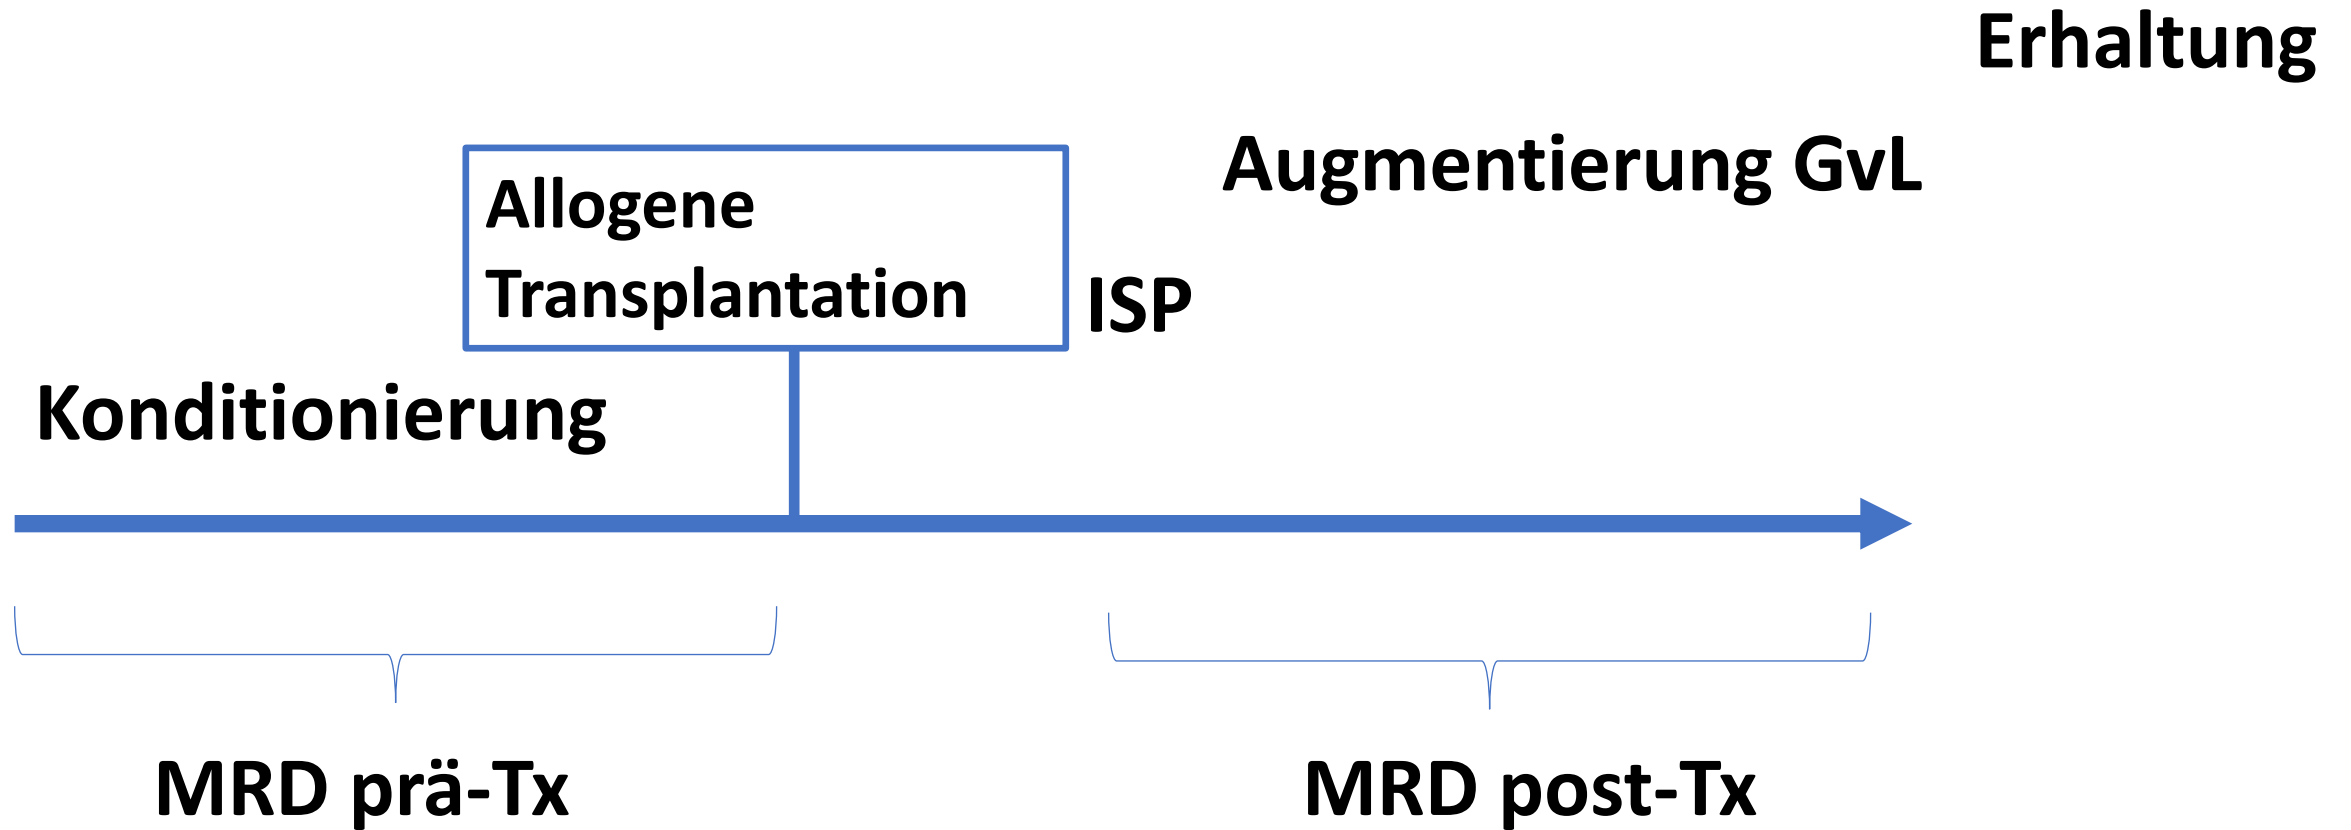 Erhaltung
Augmentierung GvL
Allogene
Transplantation
ISP
Konditionierung
MRD prä-Tx
MRD post-Tx